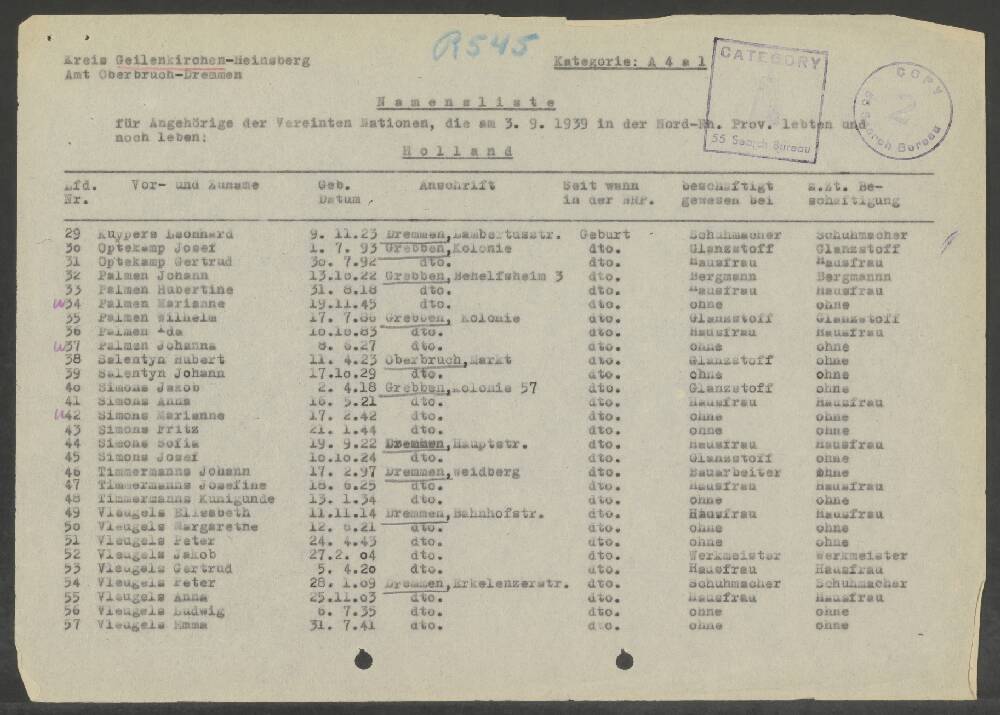 R545
Kreis Geilenkirchen-Heinsberg
Kategorie: A 4 a 1
Amt Oberbruch-Dremmen
CATEGORY
A
55 Search Bureau
COPY
2
55 Search Bureau
Namensliste
für Angehörige der Vereinten Nationen, die am 3. 9. 1939 in der Nord-Rh. Prov. lebten und
noch leben:
Holland
Lfd. Vor- und Zuname Geb. Anschrift Seit wann beschäftigt z.Zt. Be-
Nr. Datum in der NRP. gewesen bei schäftigung
29 Kuypers Leonhard 9. 11.23 Dremmen,Lambertusstr. Geburt Schuhmacher Schuhmacher
30 Optekamp Josef 1. 7. 93 Grebben,Kolonie dto. Glanzstoff Glanzstoff
31 Optekamp Gertrud 30. 7.92 dto. dto. Hausfrau Hausfrau
32 Palmen Johann 13.10.22 Grebben,Behelfsheim 3 dto. Bergmann Bergmannn
33 Palmen Hubertine 31. 8.18 dto. dto. Hausfrau Hausfrau
W34 Palmen Marianne 19.11.45 dto. dto. ohne ohne
35 Palmen Wilhelm 17. 7.86 Grebben, Kolonie dto. Glanzstoff Glanzstoff
36 Palmen Ida 10.10.83 dto. dto. Hausfrau Hausfrau
W37 Palmen Johanna 8. 6.27 dto. dto. ohne ohne
38 Salentyn Hubert 11. 4.23 Oberbruch,Markt dto. Glanzstoff ohne
39 Salentyn Johann 17.10.29 dto. dto. ohne ohne
40 Simons Jakob 2. 4.18 Grebben,Kolonie 57 dto. Glanzstoff ohne
41 Simons Anna 16. 5.21 dto. dto. Hausfrau Hausfrau
W42 Simons Marianne 17. 2.42 dto. dto. ohne ohne
43 Simons Fritz 21. 1.44 dto. dto. ohne ohne
44 Simons Sofia 19. 9.22 Dremmen,Hauptstr. dto. Hausfrau Hausfrau
45 Simons Josef 10.10.24 dto. dto. Glanzstoff ohne
46 Timmermanns Johann 17. 2.97 Dremmen,Weidberg dto. Bauarbeiter ohne
47 Timmermanns Josefine 18. 6.25 dto. dto. Hausfrau Hausfrau
48 Timmermanns Kunigunde 13. 1.34 dto. dto. ohne ohne
49 Vleugels Elisabeth 11.11.14 Dremmen,Bahnhofstr. dto. Hausfrau Hausfrau
50 Vleugels Margarethe 12. 6.21 dto. dto. ohne ohne
51 Vleugels Peter 24. 4.43 dto. dto. ohne ohne
52 Vleugels Jakob 27.2. 04 dto. dto. Werkmeister Werkmeister
53 Vleugels Gertrud 5. 4.20 dto. dto. Hausfrau Hausfrau
54 Vleugels Peter 28. 1.09 Dremmen,Erkelenzerstr. dto. Schuhmacher Schuhmacher
55 Vleugels Anna 25.11.03 dto. dto. Hausfrau Hausfrau
56 Vleugels Ludwig 6. 7.35 dto. dto. ohne ohne
57 Vleugels Emma 31. 7.41 dto. dto. ohne ohne